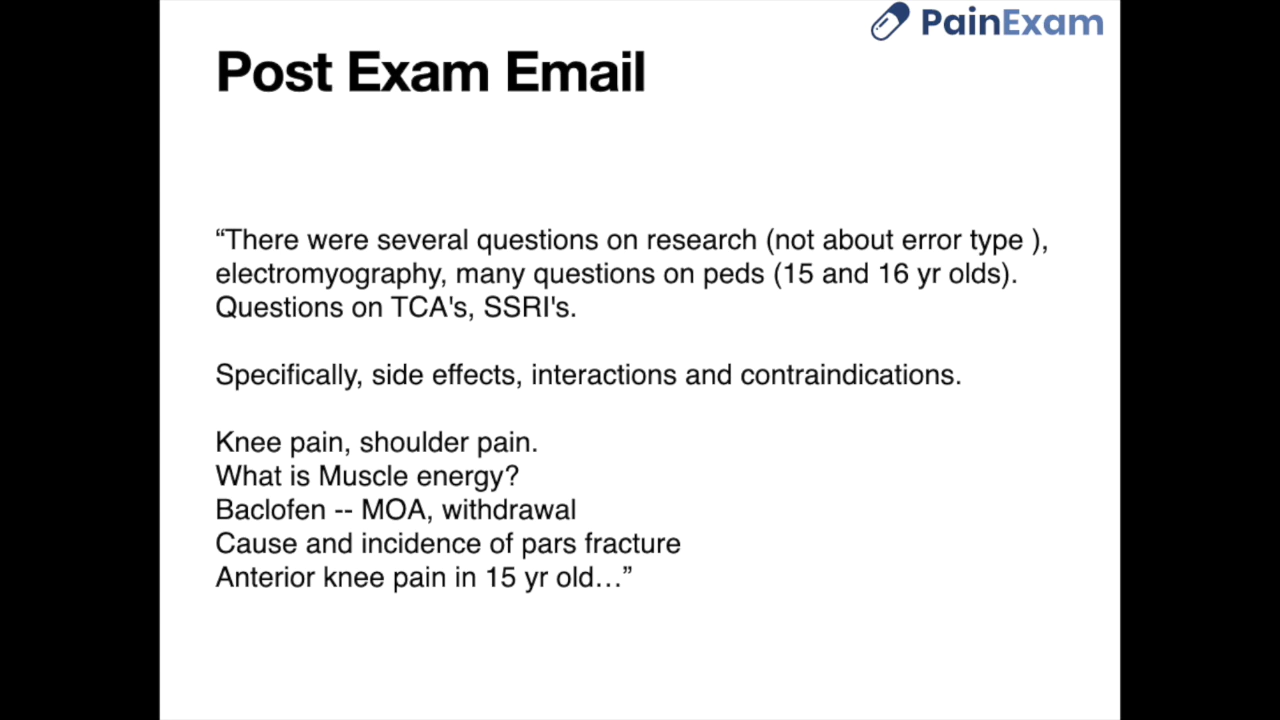 PainExam
Post Exam Email
“There were several questions on research (not about error type ),
electromyography, many questions on peds (15 and 16 yr olds).
Questions on TCA's, SSRI's.
Specifically, side effects, interactions and contraindications.
Knee pain, shoulder pain.
What is Muscle energy?
Baclofen -- MOA, withdrawal
Cause and incidence of pars fracture
Anterior knee pain in 15 yr old…”